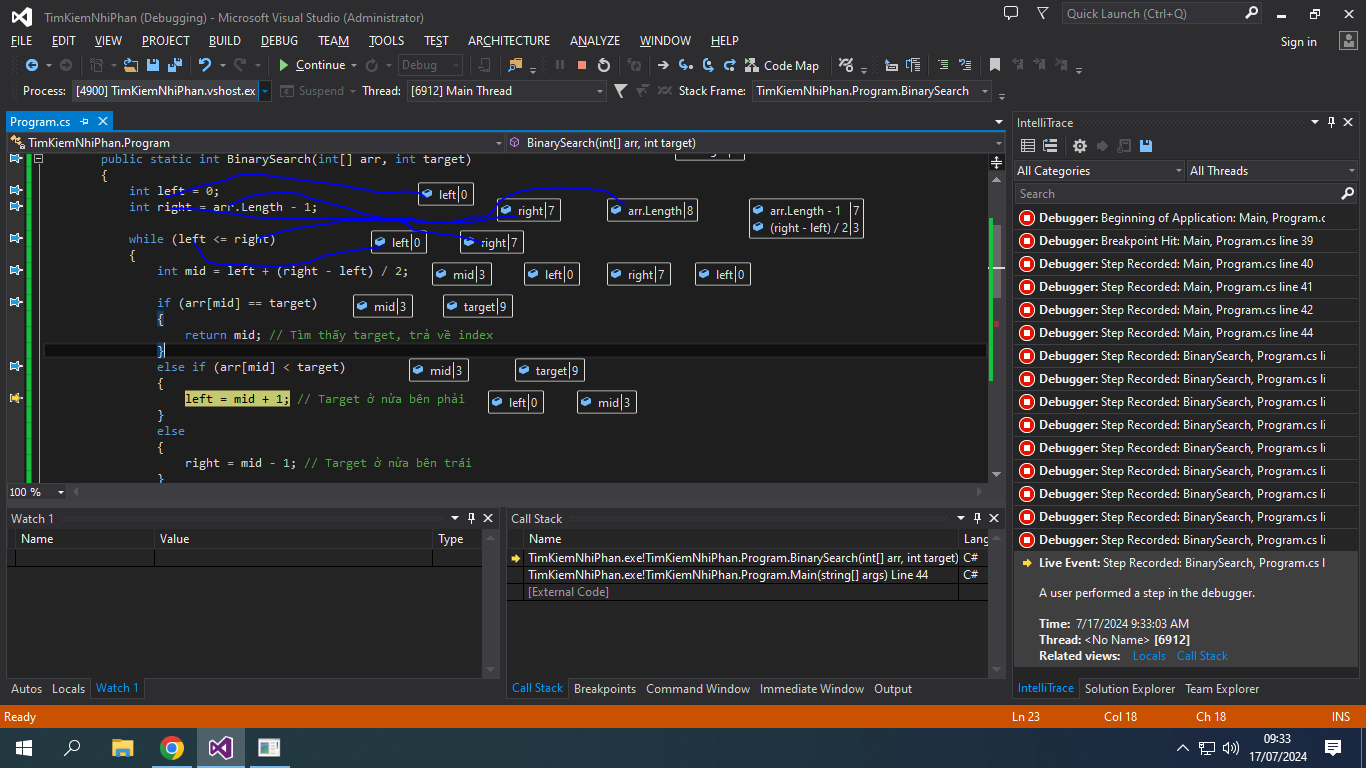 TimKiemNhiPhan (Debugging) - Microsoft Visual Studio (Administrator)
Quick Launch (Ctrl+Q)
FILE EDIT VIEW PROJECT BUILD DEBUG TEAM TOOLS TEST ARCHITECTURE ANALYZE WINDOW HELP
Sign in
Continue Debug Code Map
Process: [4900] TimKiemNhiPhan.vshost.ex Suspend Thread: [6912] Main Thread Stack Frame: TimKiemNhiPhan.Program.BinarySearch
Program.cs
TimKiemNhiPhan.Program BinarySearch(int[] arr, int target)
public static int BinarySearch(int[] arr, int target)
{
int left = 0; left 0
int right = arr.Length - 1; right 7 arr.Length 8 arr.Length - 1 7
(right - left) / 2 3
while (left <= right) left 0 right 7
{
int mid = left + (right - left) / 2; mid 3 left 0 right 7 left 0
if (arr[mid] == target) mid 3 target 9
{
return mid; // Tìm thấy target, trả về index
}
else if (arr[mid] < target) mid 3 target 9
{
left = mid + 1; // Target ở nửa bên phải left 0 mid 3
}
else
{
right = mid - 1; // Target ở nửa bên trái
}
100 %
Watch 1
Name Value Type
Autos Locals Watch 1
Call Stack
Name Lang
TimKiemNhiPhan.exe!TimKiemNhiPhan.Program.BinarySearch(int[] arr, int target) C#
TimKiemNhiPhan.exe!TimKiemNhiPhan.Program.Main(string[] args) Line 44 C#
[External Code]
Call Stack Breakpoints Command Window Immediate Window Output
IntelliTrace
All Categories All Threads
Search
Debugger: Beginning of Application: Main, Program.c
Debugger: Breakpoint Hit: Main, Program.cs line 39
Debugger: Step Recorded: Main, Program.cs line 40
Debugger: Step Recorded: Main, Program.cs line 41
Debugger: Step Recorded: Main, Program.cs line 42
Debugger: Step Recorded: Main, Program.cs line 44
Debugger: Step Recorded: BinarySearch, Program.cs li
Debugger: Step Recorded: BinarySearch, Program.cs li
Debugger: Step Recorded: BinarySearch, Program.cs li
Debugger: Step Recorded: BinarySearch, Program.cs li
Debugger: Step Recorded: BinarySearch, Program.cs li
Debugger: Step Recorded: BinarySearch, Program.cs li
Debugger: Step Recorded: BinarySearch, Program.cs li
Debugger: Step Recorded: BinarySearch, Program.cs li
Debugger: Step Recorded: BinarySearch, Program.cs li
Live Event: Step Recorded: BinarySearch, Program.cs l
A user performed a step in the debugger.
Time: 7/17/2024 9:33:03 AM
Thread: <No Name> [6912]
Related views: Locals Call Stack
IntelliTrace Solution Explorer Team Explorer
Ready Ln 23 Col 18 Ch 18 INS
09:33
17/07/2024